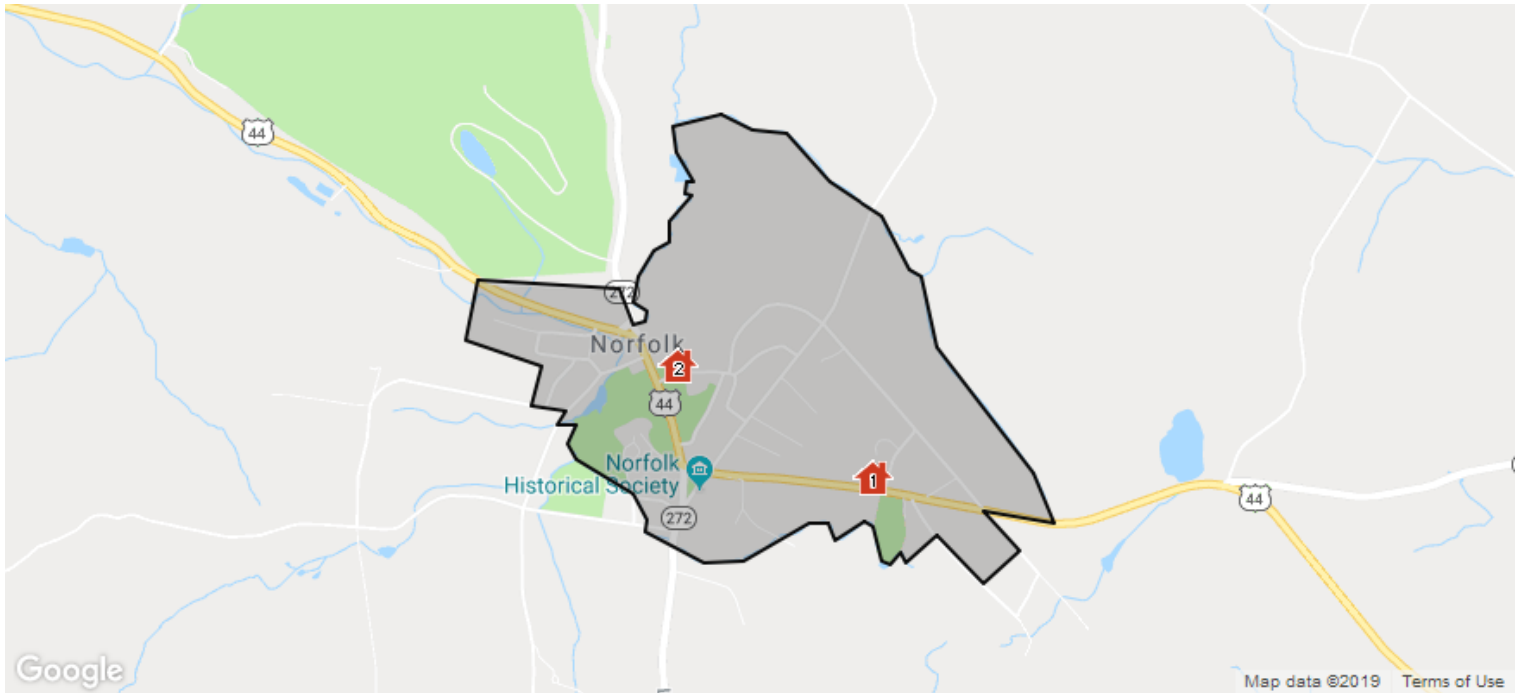 44
272
Norfolk
2
44
Norfolk
Historical Society
1
272
44
Google
Map data ©2019
Terms of Use